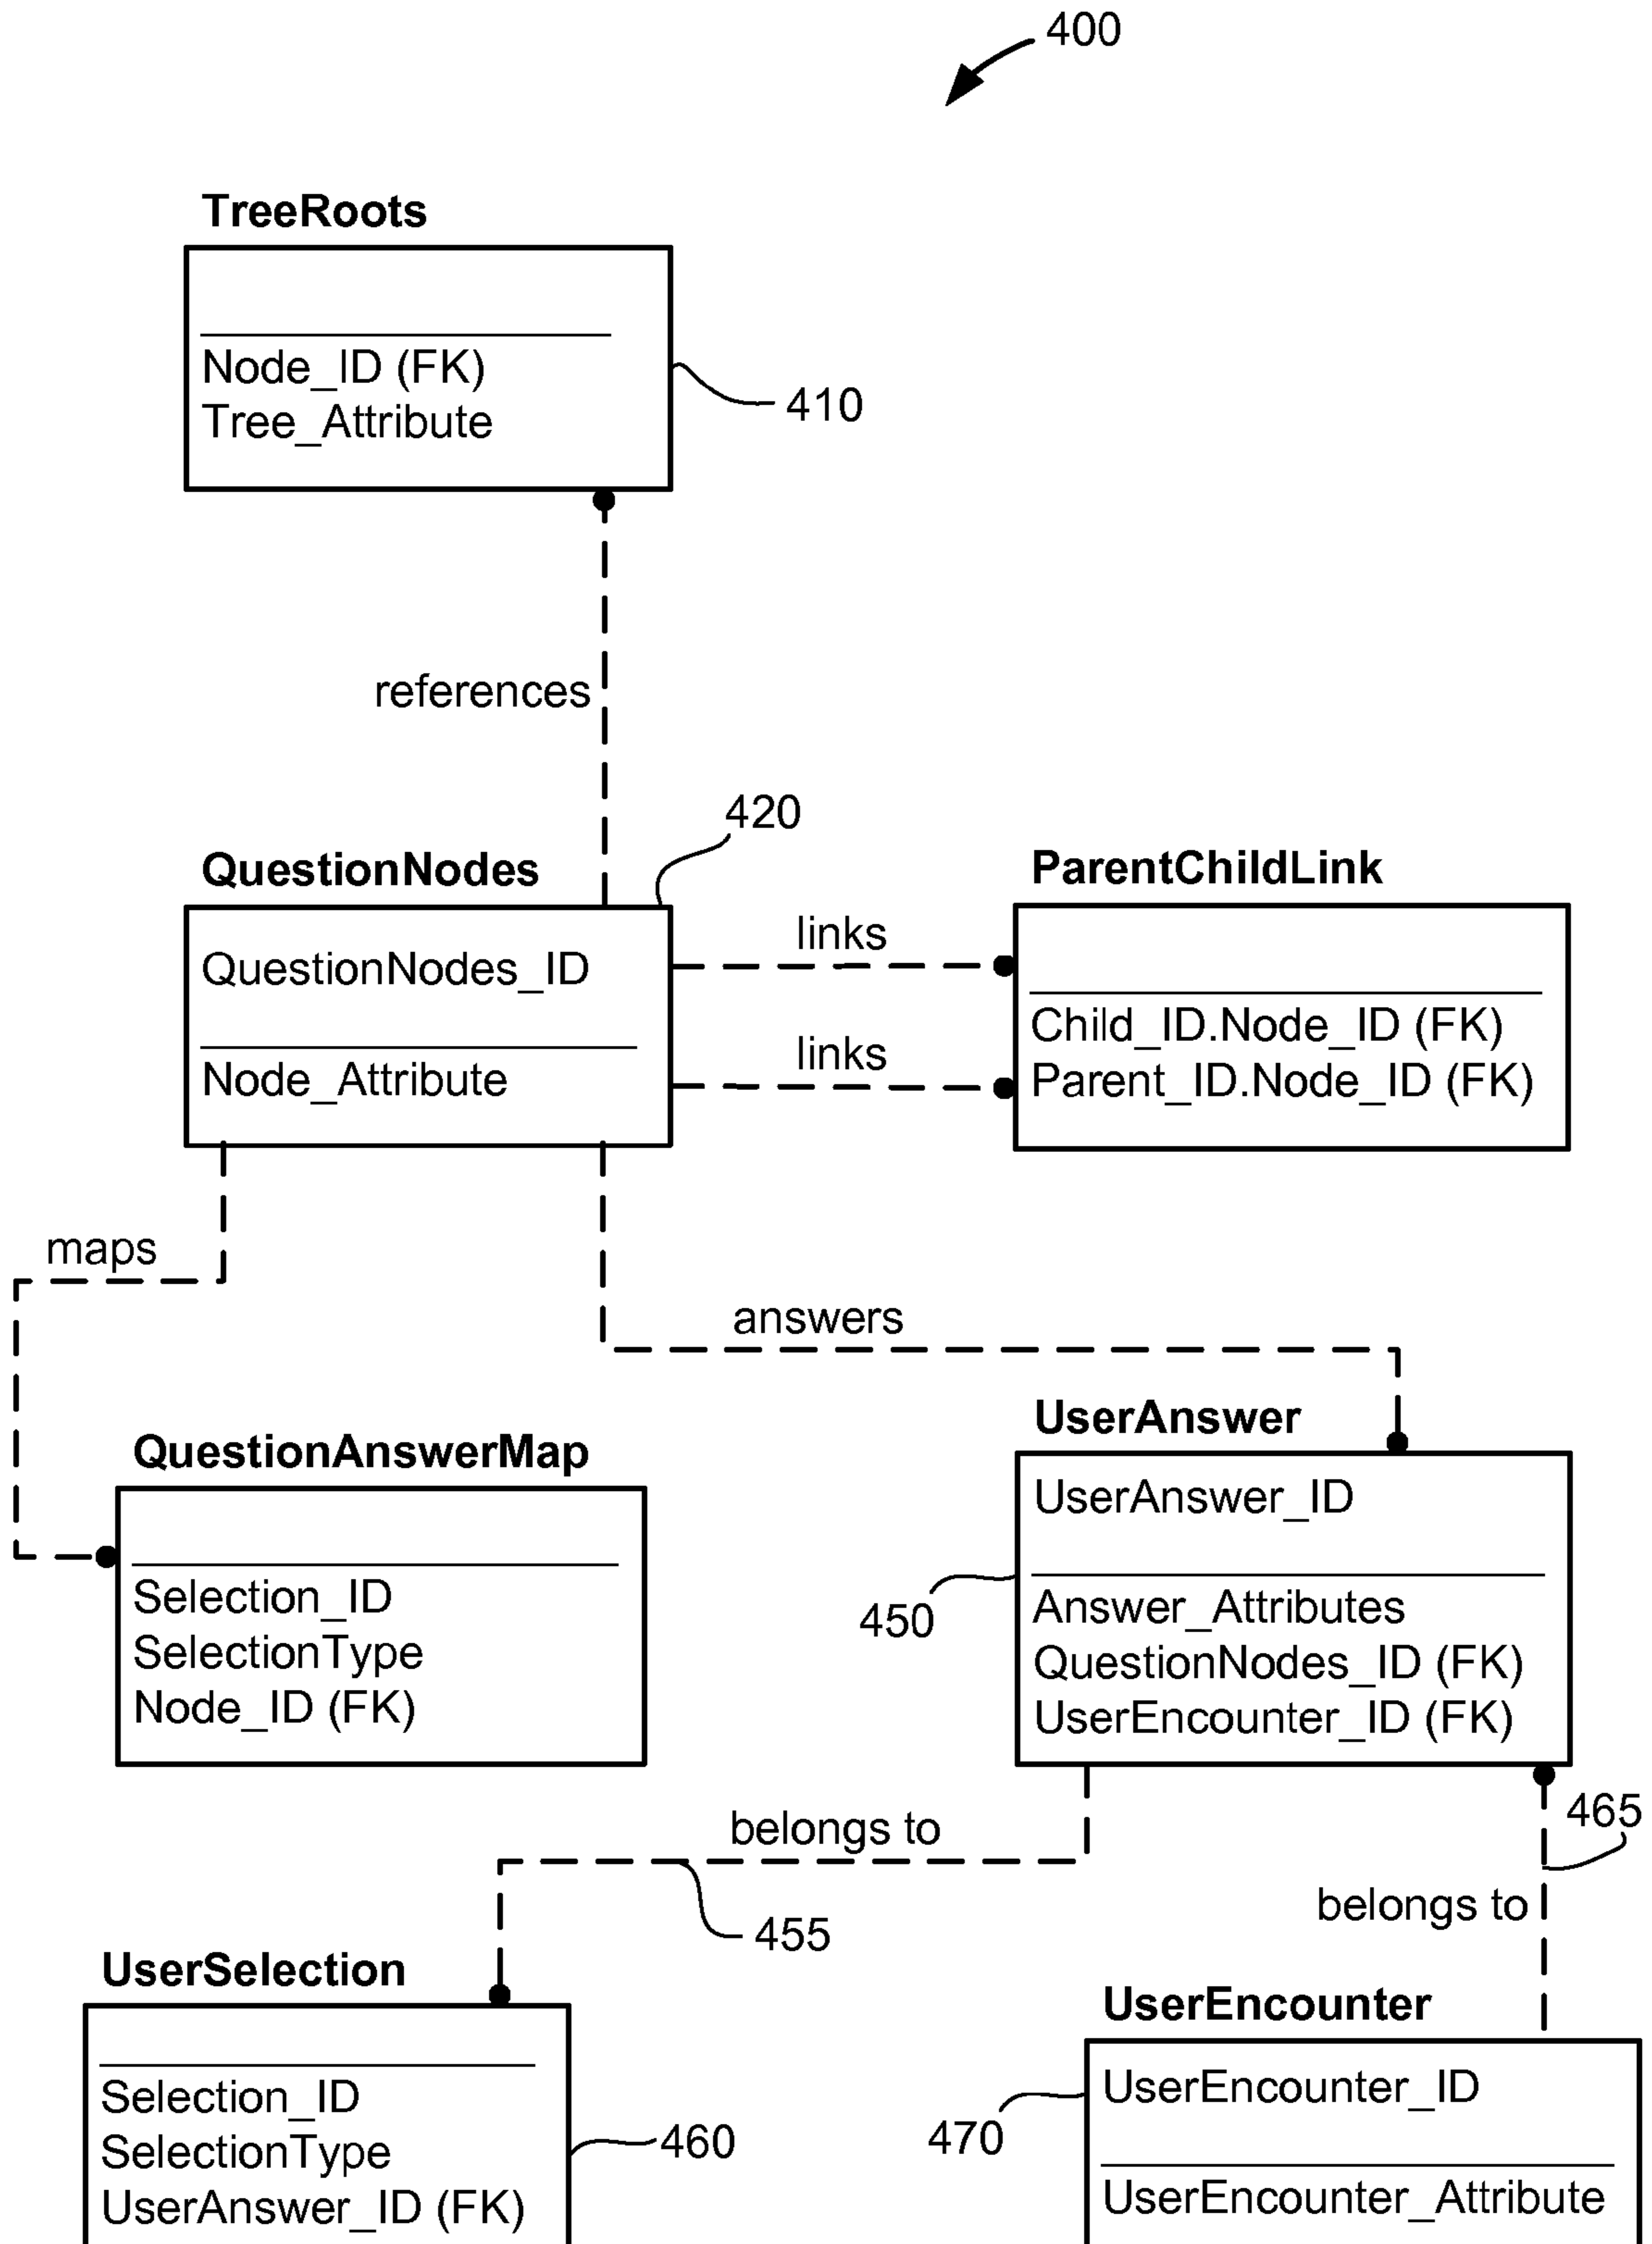 400
TreeRoots
Node_ID (FK)
Tree_Attribute
410
references
420
QuestionNodes
QuestionNodes_ID
Node_Attribute
links
links
ParentChildLink
Child_ID.Node_ID (FK)
Parent_ID.Node_ID (FK)
maps
answers
QuestionAnswerMap
Selection_ID
SelectionType
Node_ID (FK)
UserAnswer
UserAnswer_ID
450
Answer_Attributes
QuestionNodes_ID (FK)
UserEncounter_ID (FK)
belongs to
455
465
belongs to
UserSelection
Selection_ID
SelectionType
UserAnswer_ID (FK)
460
UserEncounter
UserEncounter_ID
470
UserEncounter_Attribute